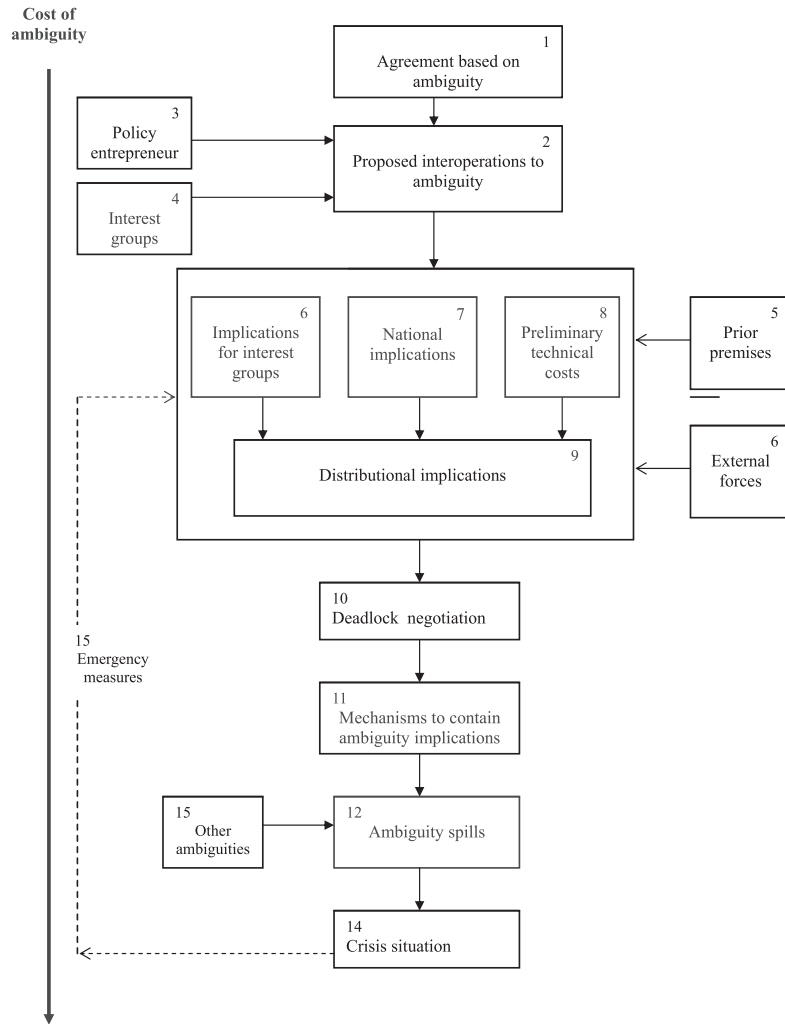 Cost of
ambiguity
1
Agreement based on
ambiguity
3
Policy
entrepreneur
2
Proposed interoperations to
ambiguity
4
Interest
groups
6
Implications
for interest
groups
7
National
implications
8
Preliminary
technical
costs
5
Prior
premises
9
Distributional implications
6
External
forces
10
Deadlock negotiation
15
Emergency
measures
11
Mechanisms to contain
ambiguity implications
15
Other
ambiguities
12
Ambiguity spills
14
Crisis situation